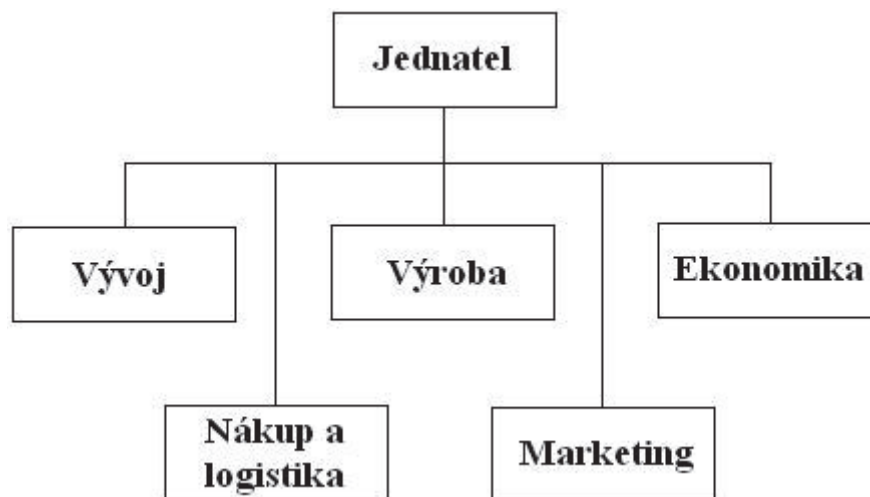 Jednatel
Vývoj
Výroba
Ekonomika
Nákup a
logistika
Marketing